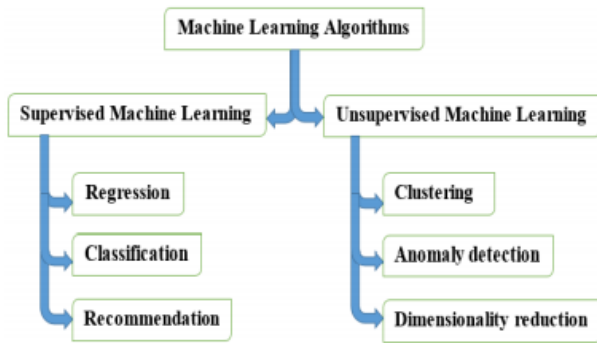 Machine Learning Algorithms
Supervised Machine Learning
Unsupervised Machine Learning
Regression
Clustering
Classification
Anomaly detection
Recommendation
Dimensionality reduction